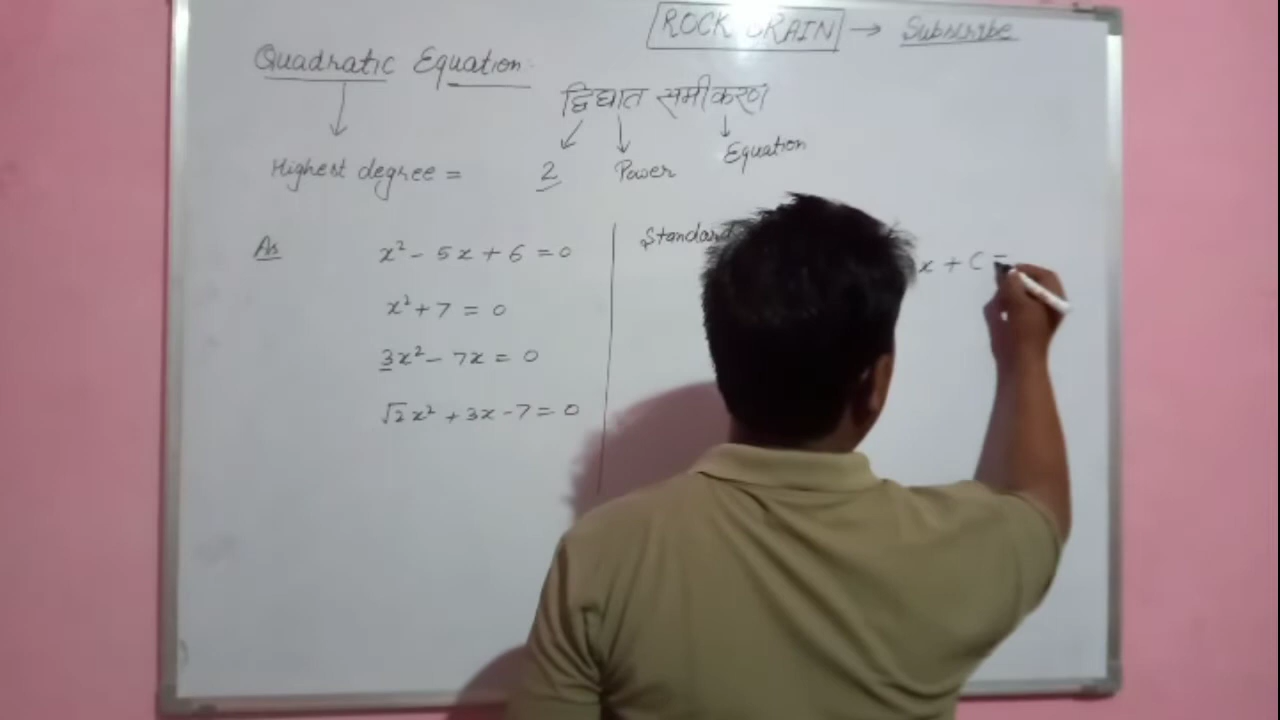 ROCK BRAIN → Subscribe
Quadratic Equation
द्विघात समीकरण
Equation
Highest degree = 2 Power
As
x² - 5x + 6 = 0
x² + 7 = 0
3x² - 7x = 0
√2x² + 3x - 7 = 0
Standard
x + C =